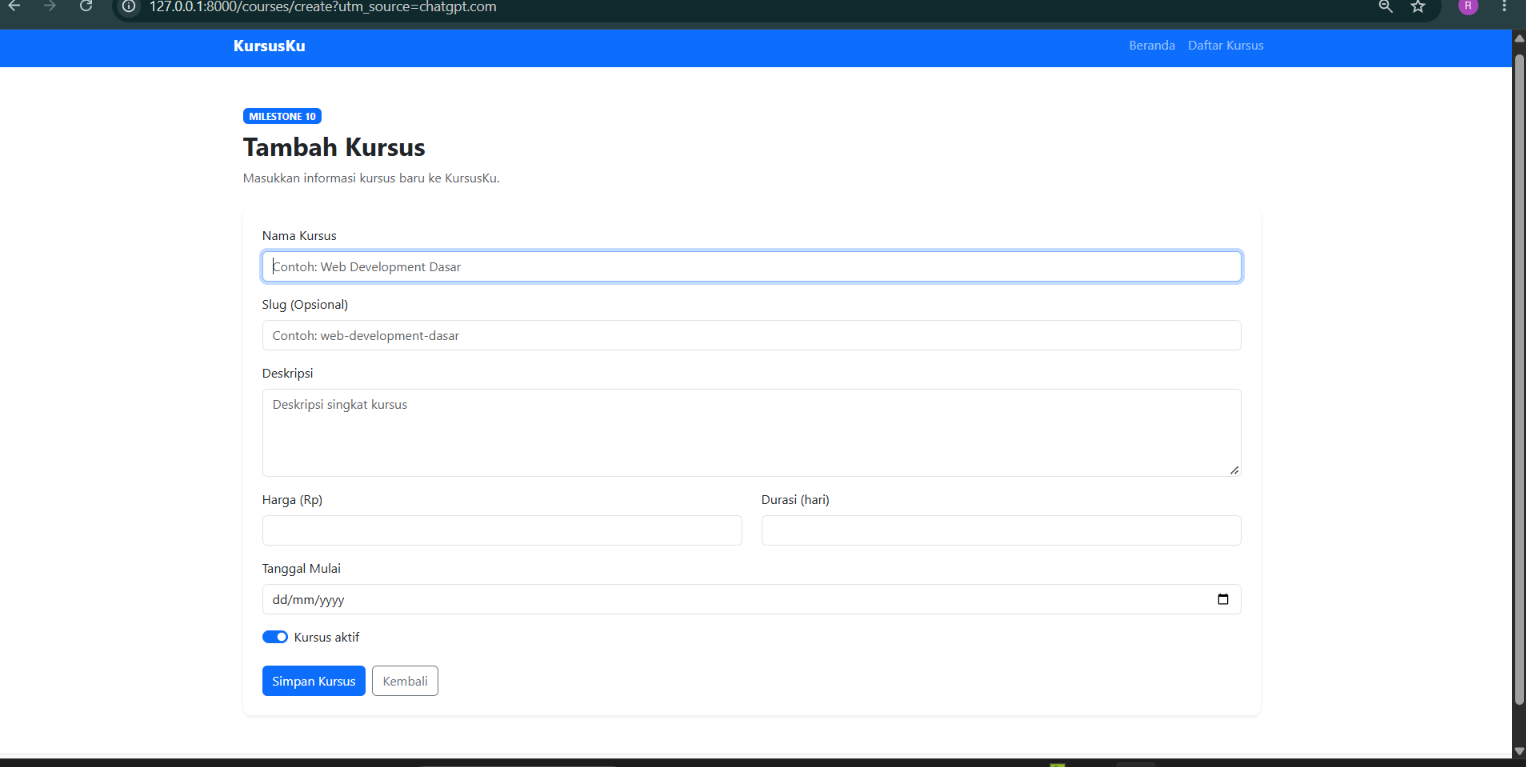 127.0.0.1:8000/courses/create?utm_source=chatgpt.com
R
KursusKu Beranda Daftar Kursus
MILESTONE 10
Tambah Kursus
Masukkan informasi kursus baru ke KursusKu.
Nama Kursus
Contoh: Web Development Dasar
Slug (Opsional)
Contoh: web-development-dasar
Deskripsi
Deskripsi singkat kursus
Harga (Rp) Durasi (hari)
Tanggal Mulai
dd/mm/yyyy
Kursus aktif
Simpan Kursus Kembali